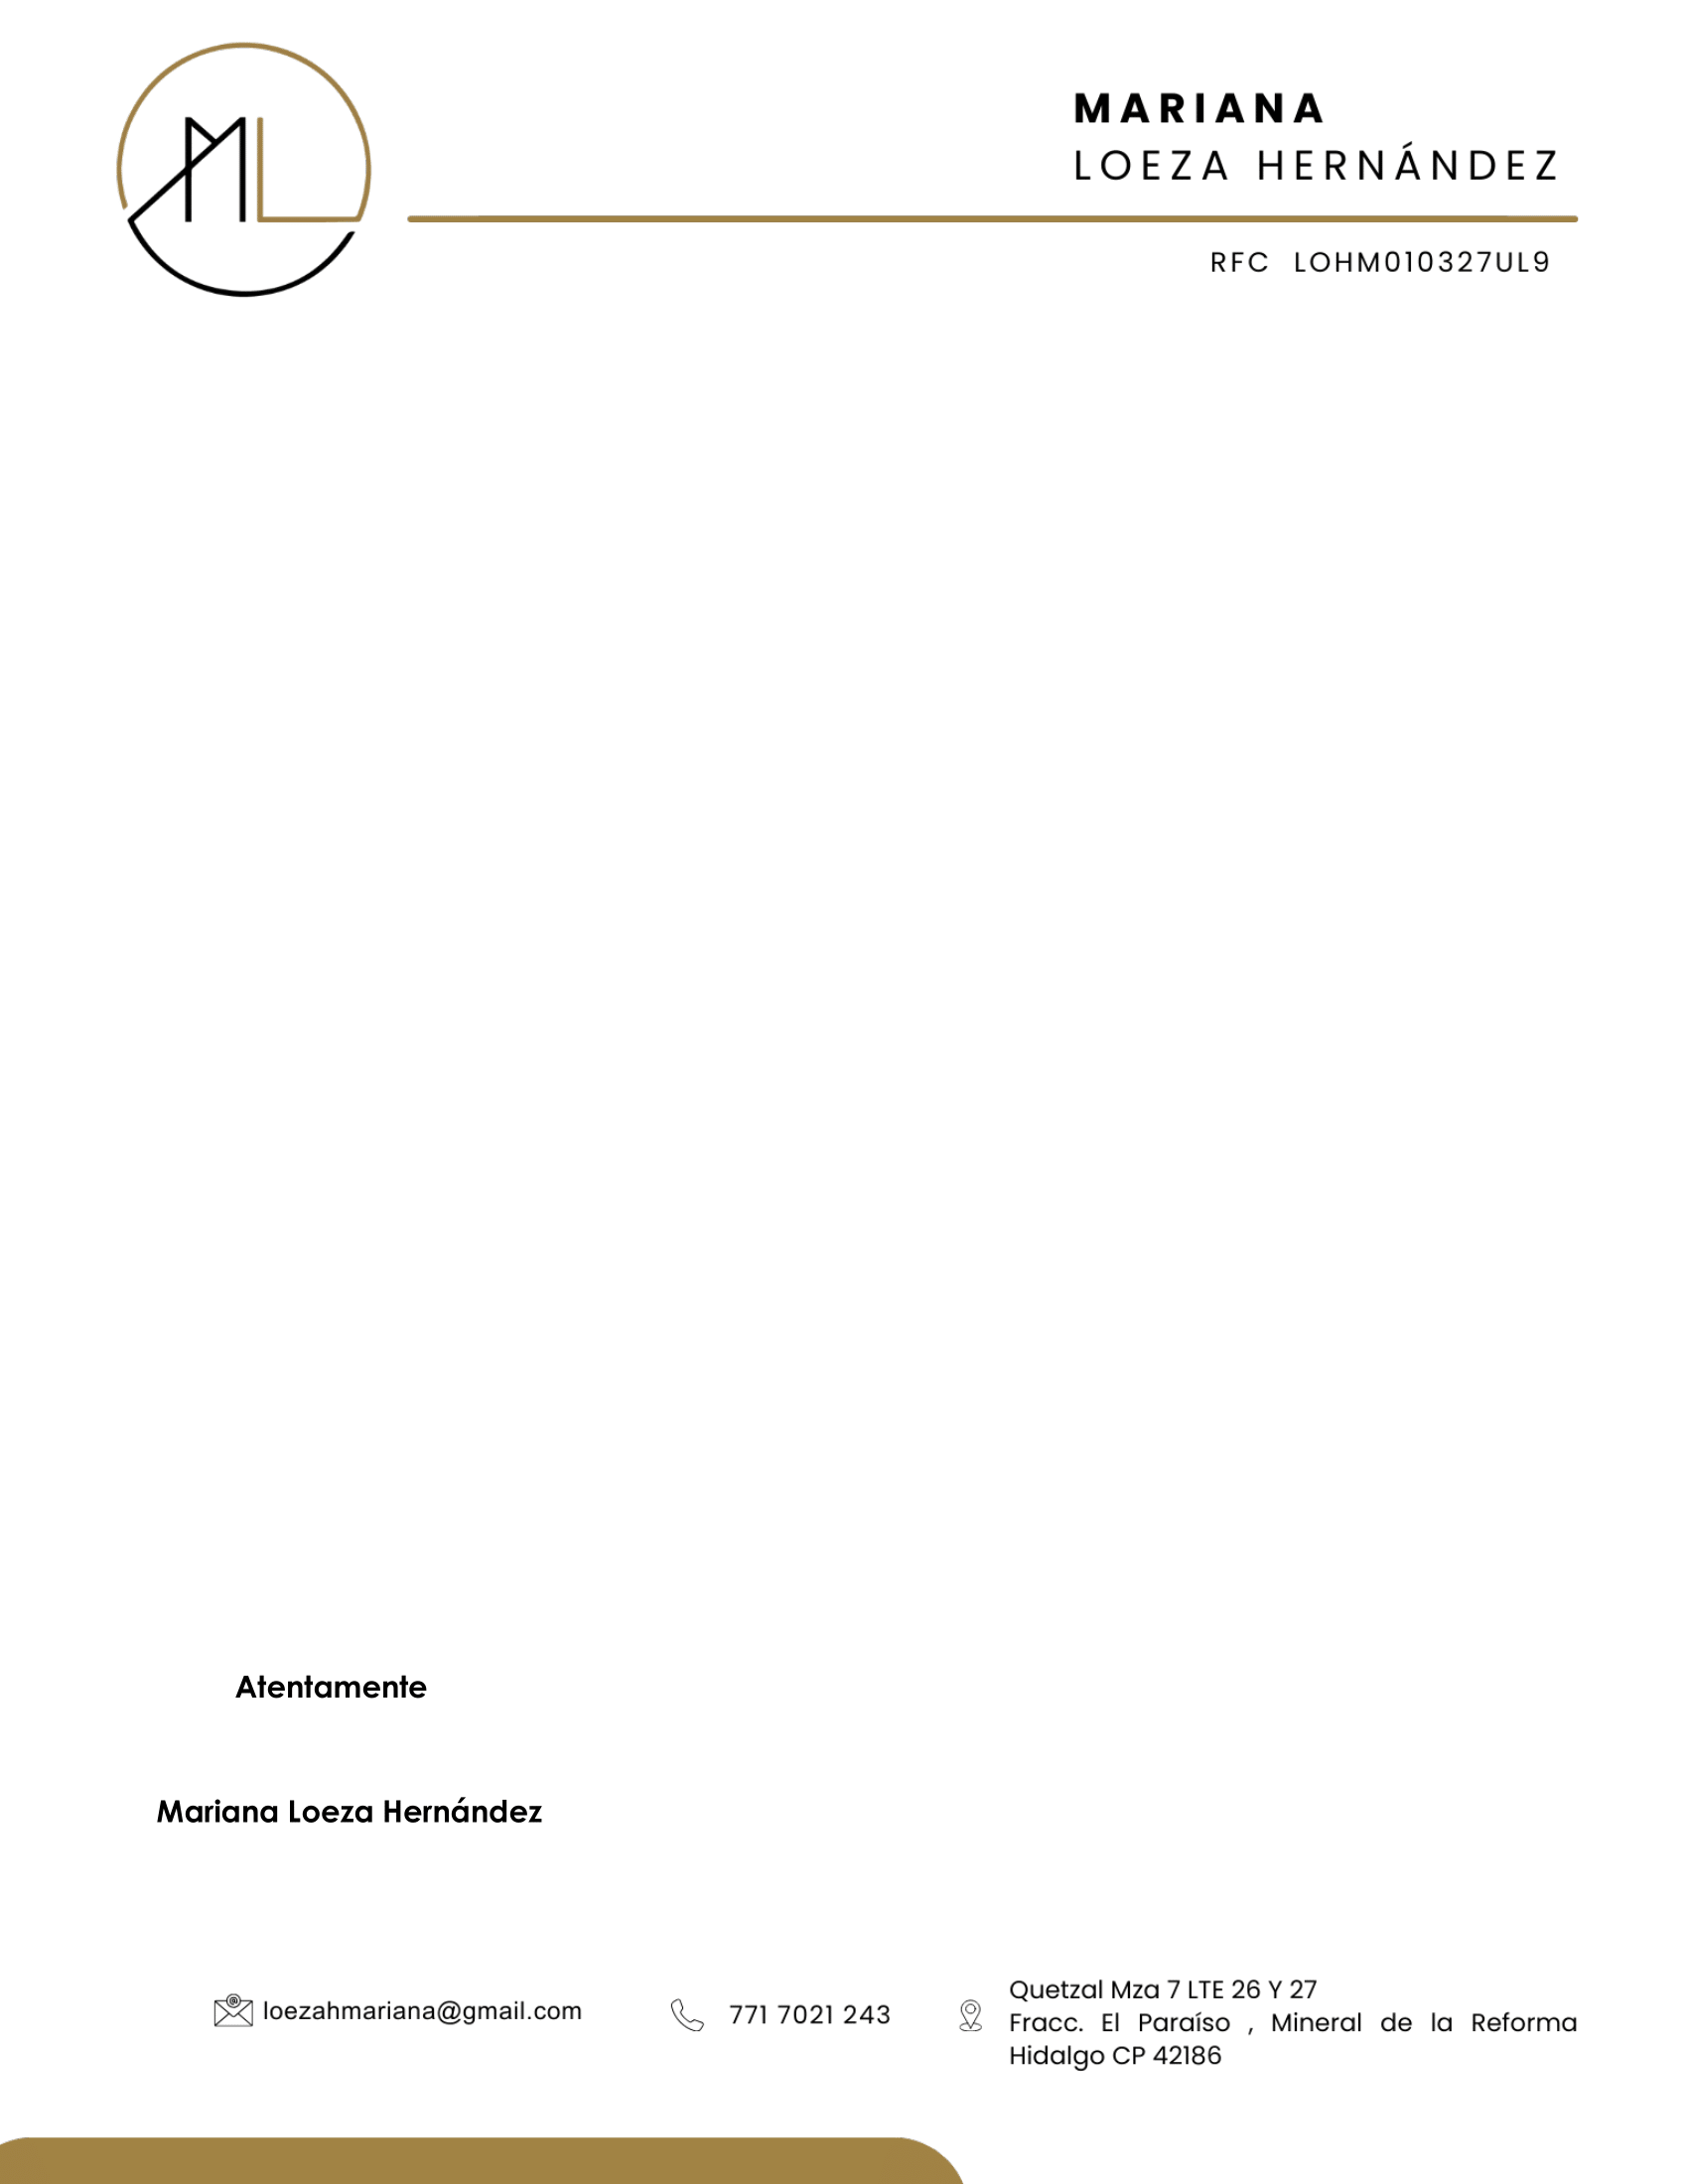 ML
MARIANA
LOEZA HERNÁNDEZ
RFC LOHM010327UL9
Atentamente
Mariana Loeza Hernández
loezahmariana@gmail.com
771 7021 243
Quetzal Mza 7 LTE 26 Y 27
Fracc. El Paraíso , Mineral de la Reforma
Hidalgo CP 42186